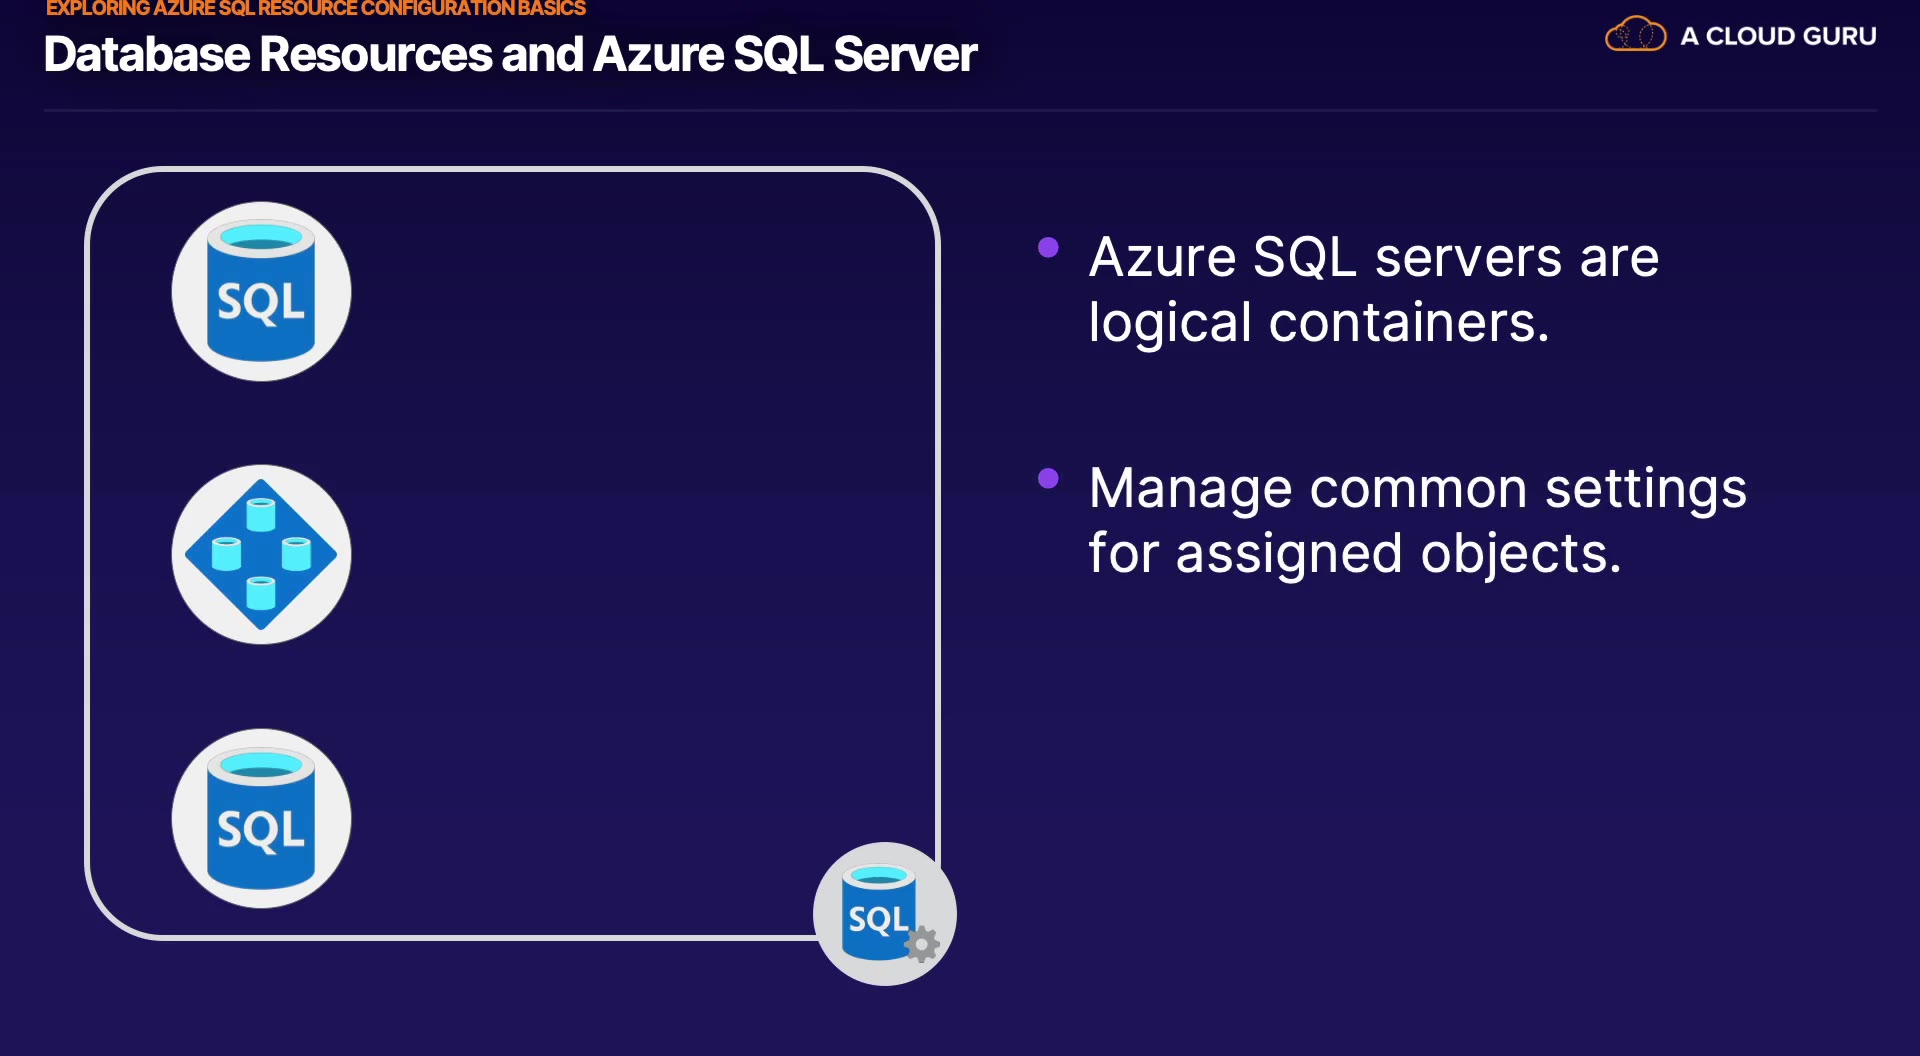 EXPLORING AZURE SQL RESOURCE CONFIGURATION BASICS
Database Resources and Azure SQL Server
A CLOUD GURU
SQL
Azure SQL servers are
logical containers.
Manage common settings
for assigned objects.
SQL
SQL